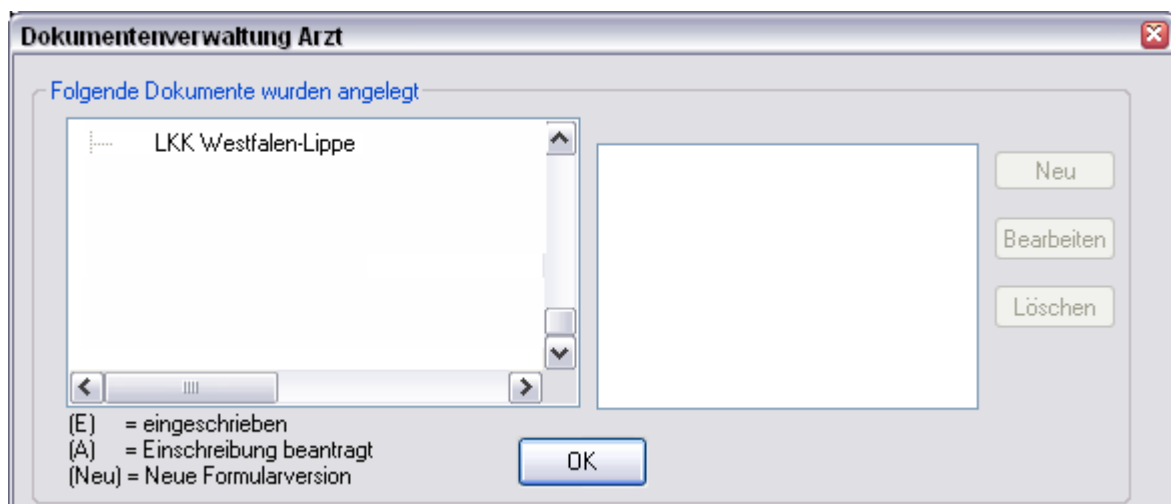 Dokumentenverwaltung Arzt
Folgende Dokumente wurden angelegt
LKK Westfalen-Lippe
Neu
Bearbeiten
Löschen
(E) = eingeschrieben
(A) = Einschreibung beantragt
(Neu) = Neue Formularversion
OK